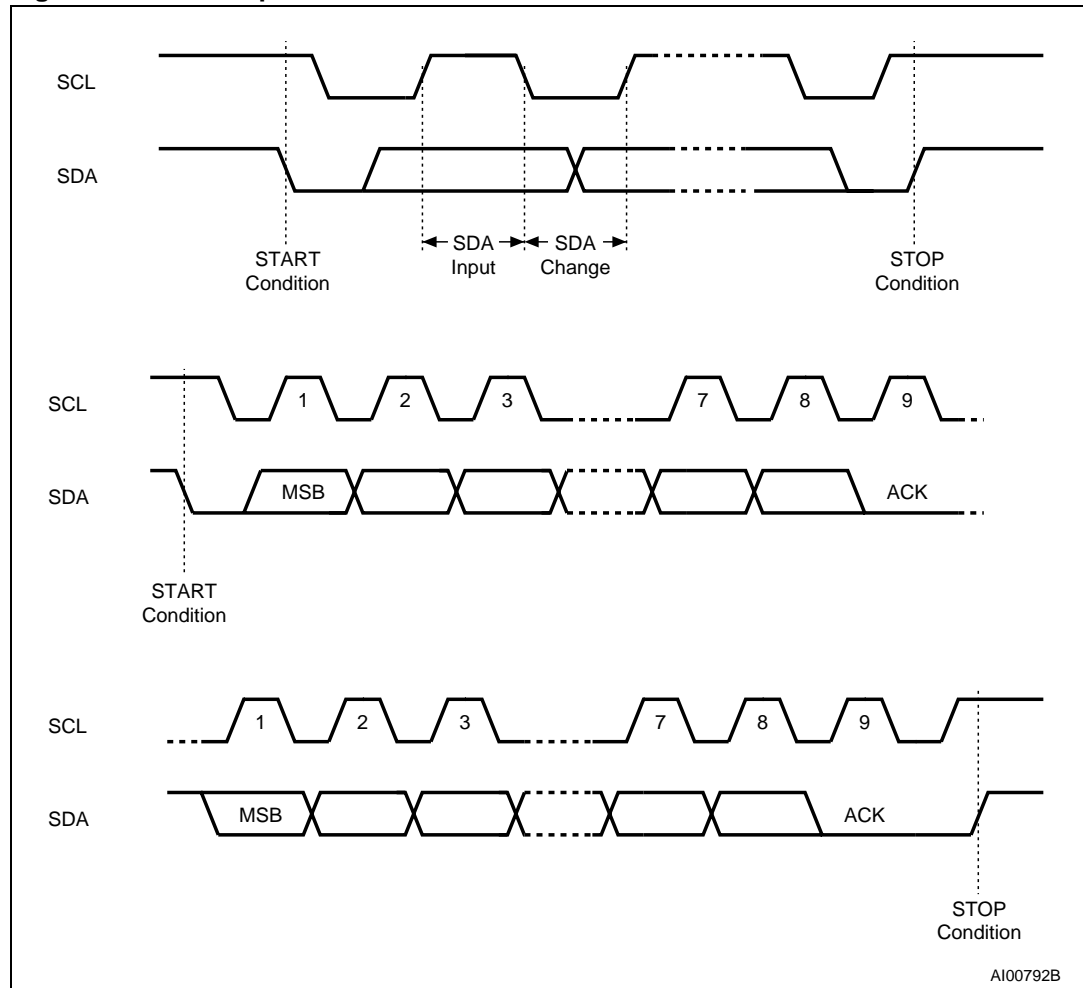 SCL
SDA
START
Condition
SDA
Input
SDA
Change
STOP
Condition
SCL
1 2 3 7 8 9
SDA
MSB ACK
START
Condition
SCL
1 2 3 7 8 9
SDA
MSB ACK
STOP
Condition
AI00792B